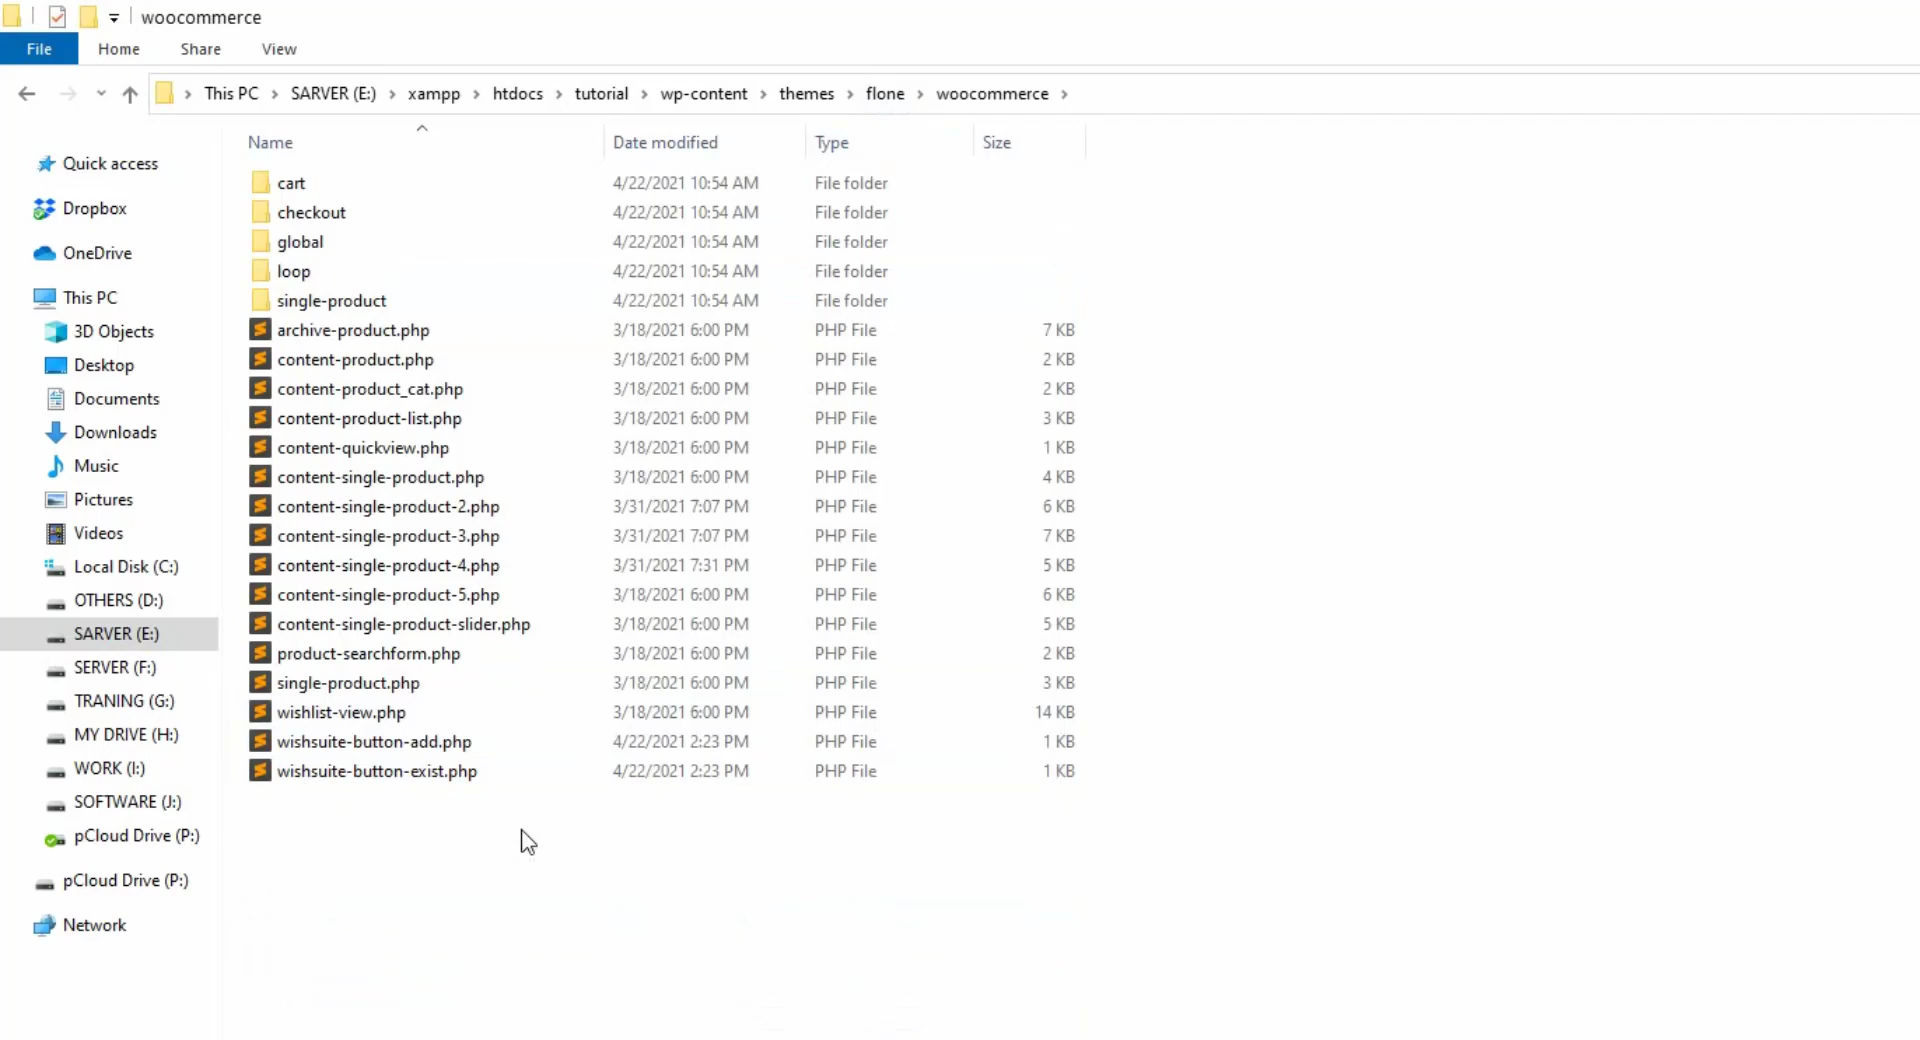 woocommerce
File Home Share View
This PC SARVER (E:) xampp htdocs tutorial wp-content themes flone woocommerce
Name Date modified Type Size
Quick access
Dropbox
OneDrive
This PC
3D Objects
Desktop
Documents
Downloads
Music
Pictures
Videos
Local Disk (C:)
OTHERS (D:)
SARVER (E:)
SERVER (F:)
TRANING (G:)
MY DRIVE (H:)
WORK (I:)
SOFTWARE (J:)
pCloud Drive (P:)
pCloud Drive (P:)
Network
cart 4/22/2021 10:54 AM File folder
checkout 4/22/2021 10:54 AM File folder
global 4/22/2021 10:54 AM File folder
loop 4/22/2021 10:54 AM File folder
single-product 4/22/2021 10:54 AM File folder
archive-product.php 3/18/2021 6:00 PM PHP File 7 KB
content-product.php 3/18/2021 6:00 PM PHP File 2 KB
content-product_cat.php 3/18/2021 6:00 PM PHP File 2 KB
content-product-list.php 3/18/2021 6:00 PM PHP File 3 KB
content-quickview.php 3/18/2021 6:00 PM PHP File 1 KB
content-single-product.php 3/18/2021 6:00 PM PHP File 4 KB
content-single-product-2.php 3/31/2021 7:07 PM PHP File 6 KB
content-single-product-3.php 3/31/2021 7:07 PM PHP File 7 KB
content-single-product-4.php 3/31/2021 7:31 PM PHP File 5 KB
content-single-product-5.php 3/18/2021 6:00 PM PHP File 6 KB
content-single-product-slider.php 3/18/2021 6:00 PM PHP File 5 KB
product-searchform.php 3/18/2021 6:00 PM PHP File 2 KB
single-product.php 3/18/2021 6:00 PM PHP File 3 KB
wishlist-view.php 3/18/2021 6:00 PM PHP File 14 KB
wishsuite-button-add.php 4/22/2021 2:23 PM PHP File 1 KB
wishsuite-button-exist.php 4/22/2021 2:23 PM PHP File 1 KB